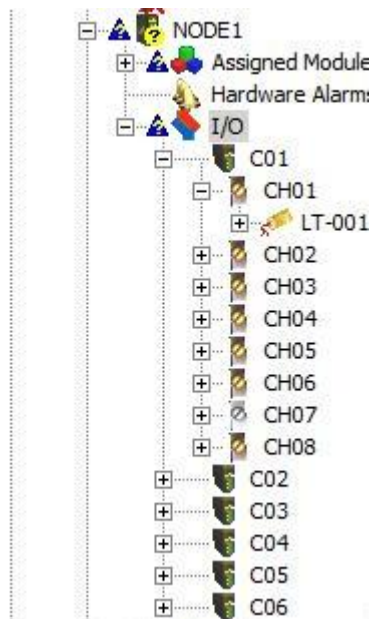 NODE1
Assigned Module
Hardware Alarms
I/O
C01
CH01
LT-001
CH02
CH03
CH04
CH05
CH06
CH07
CH08
C02
C03
C04
C05
C06